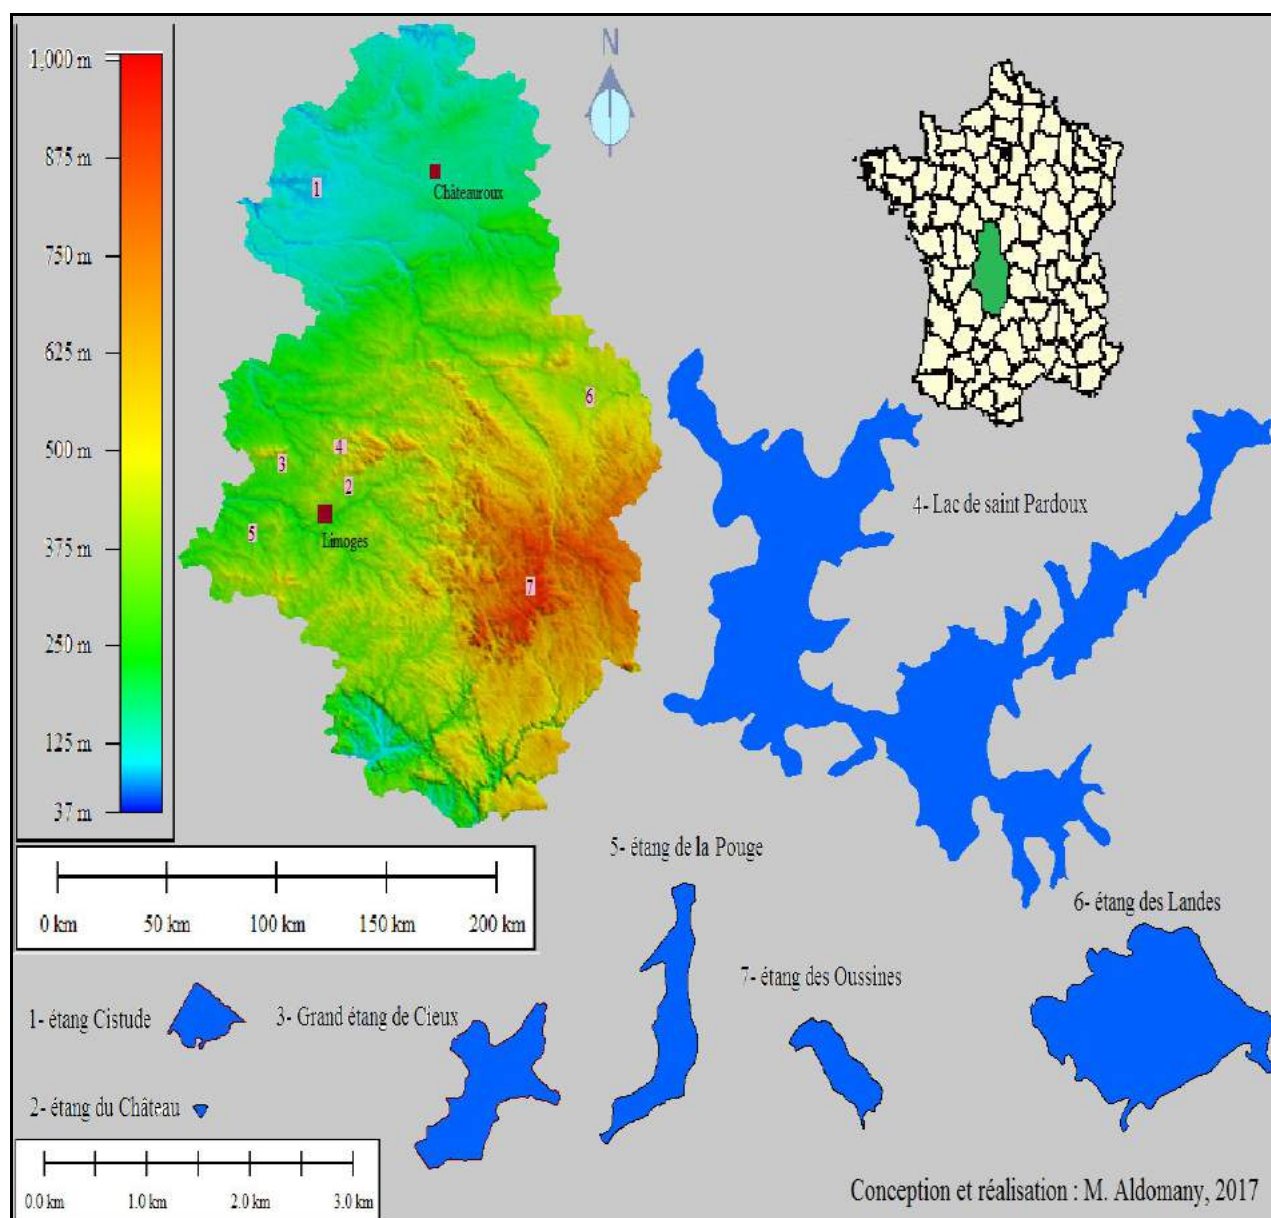 1,000 m
875 m
750 m
625 m
500 m
375 m
250 m
125 m
37 m
N
1
Châteauroux
6
4
3
2
5
Limoges
7
4- Lac de saint Pardoux
0 km 50 km 100 km 150 km 200 km
5- étang de la Pouge
6- étang des Landes
7- étang des Oussines
1- étang Cistude
3- Grand étang de Cieux
2- étang du Château
0.0 km 1.0 km 2.0 km 3.0 km
Conception et réalisation : M. Aldomany, 2017